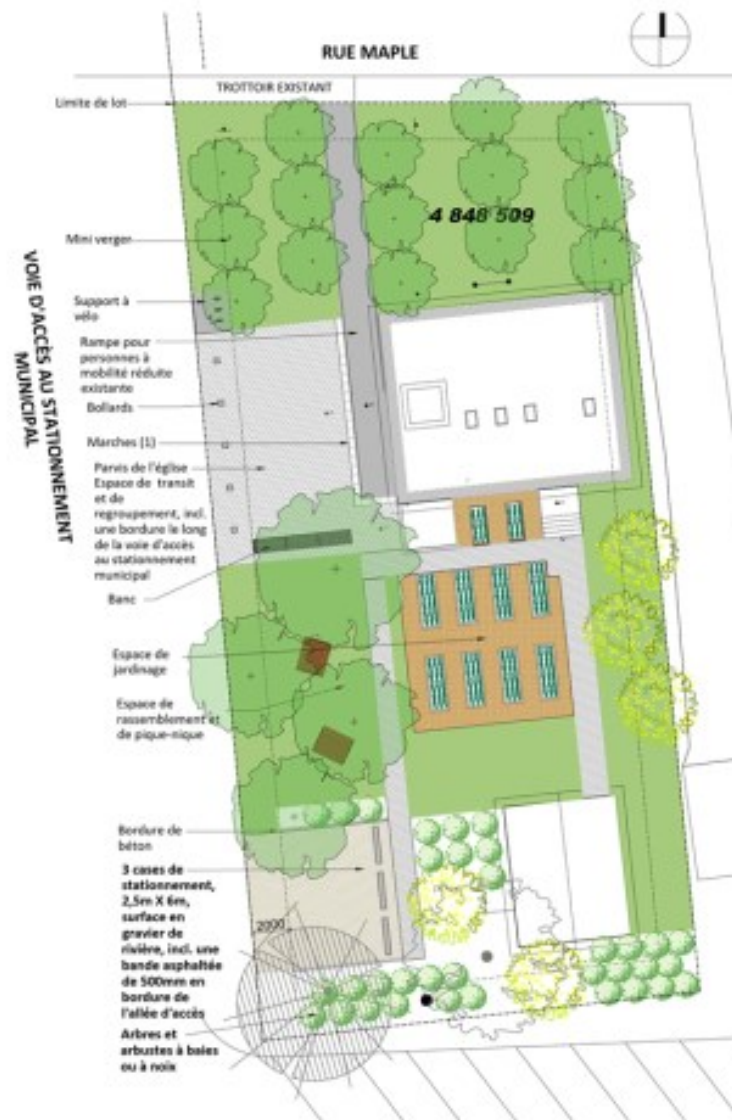 RUE MAPLE
TROTTOIR EXISTANT
Limite de lot
4 848 509
Mini verger
VOIE D'ACCÈS AU STATIONNEMENT
MUNICIPAL
Support à
vélo
Rampe pour
personnes à
mobilité réduite
existante
Bollards
Marches (1)
Parvis de l'église
Espace de transit
et de
regroupement, incl.
une bordure le long
de la voie d'accès
au stationnement
municipal
Banc
Espace de
jardinage
Espace de
rassemblement et
de pique-nique
Bordure de
béton
3 cases de
stationnement,
2,5m X 6m,
surface en
gravier de
rivière, incl. une
bande asphaltée
de 500mm en
bordure de
l'allée d'accès
2000
Arbres et
arbustes à baies
ou à noix